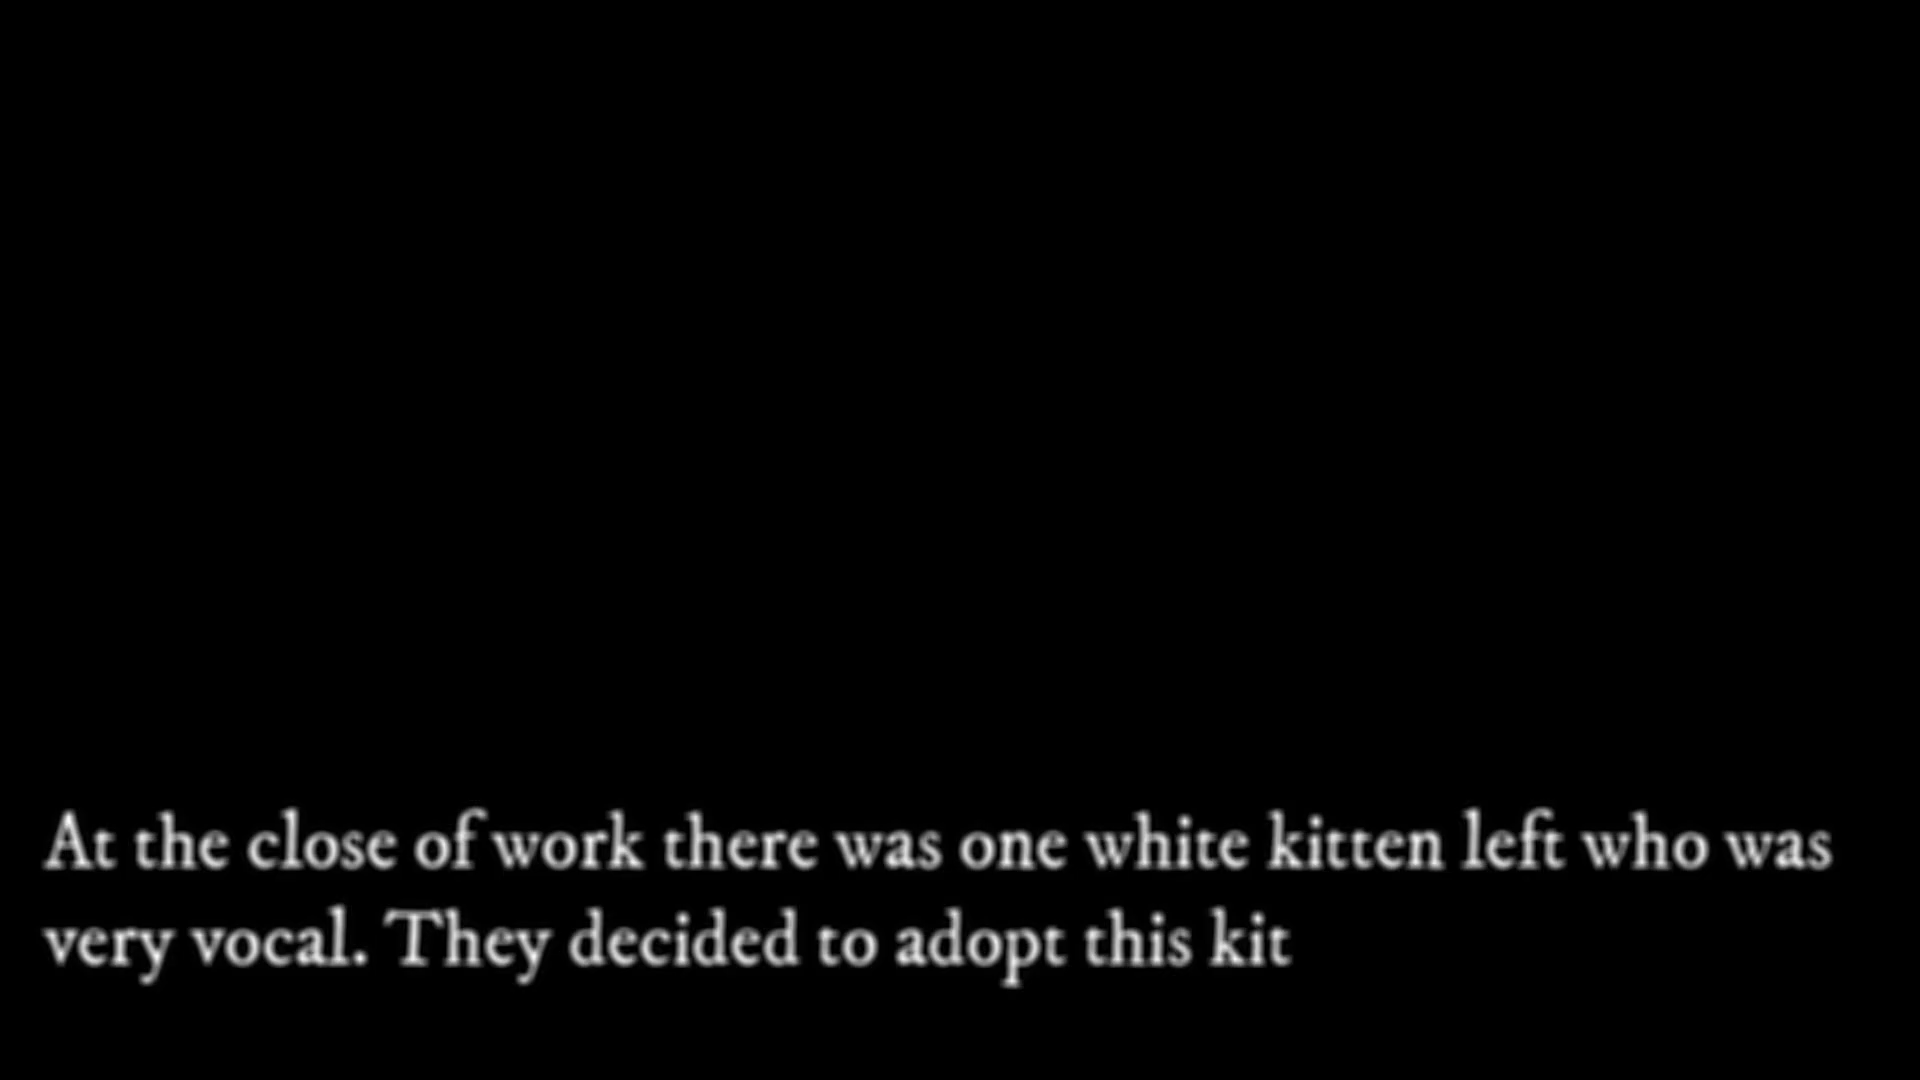 At the close of work there was one white kitten left who was
very vocal. They decided to adopt this kit